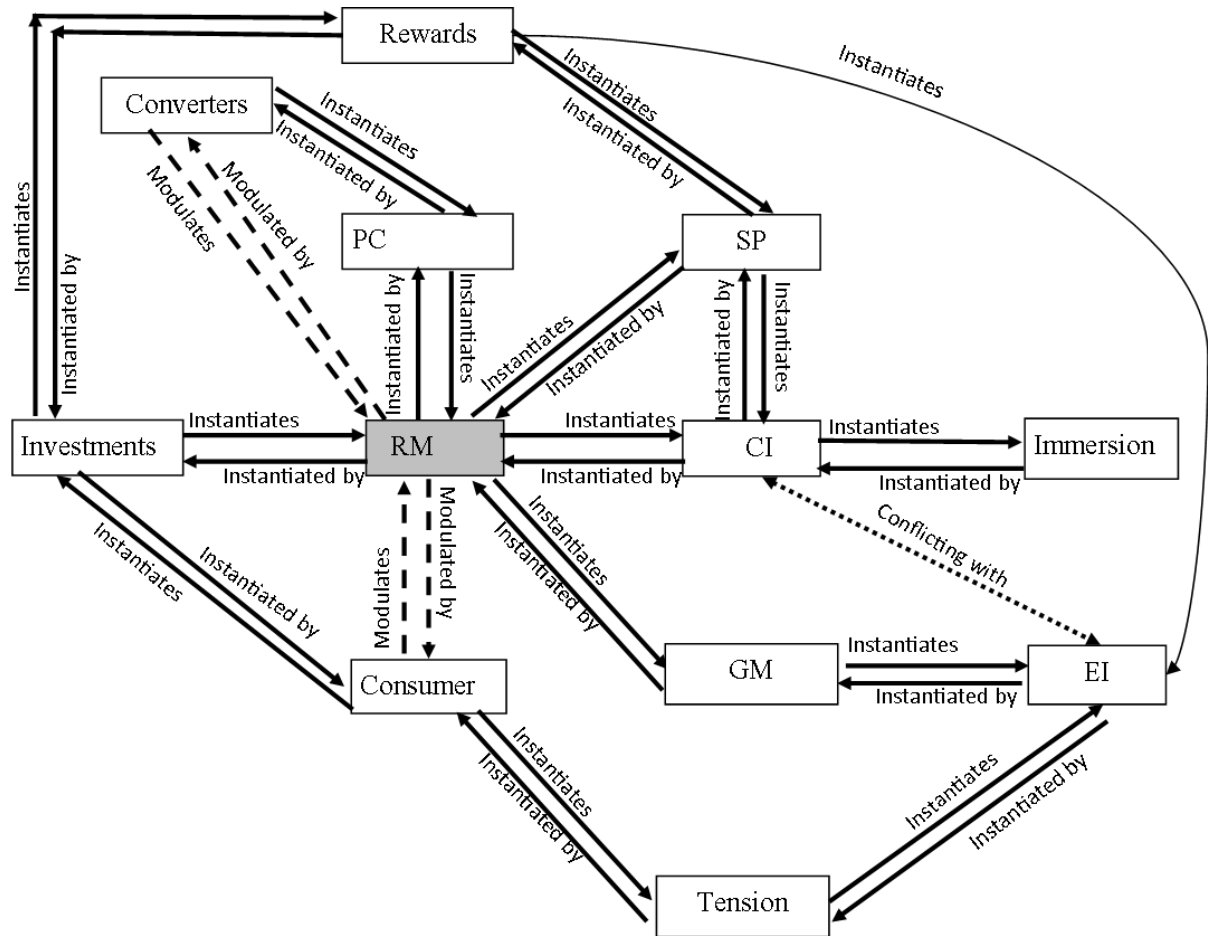 Rewards
Instantiates
Converters
Instantiates
Instantiated by
Instantiates
Instantiated by
Modulated by
Modulates
Instantiates
Instantiated by
PC
SP
Instantiated by
Instantiates
Instantiates
Instantiated by
Instantiated by
Instantiates
Investments
Instantiates
Instantiated by
RM
Instantiates
Instantiated by
CI
Instantiates
Instantiated by
Immersion
Modulates
Modulated by
Instantiates
Instantiated by
Conflicting with
Instantiated by
Instantiates
Consumer
GM
Instantiates
Instantiated by
EI
Instantiates
Instantiated by
Instantiates
Instantiated by
Tension